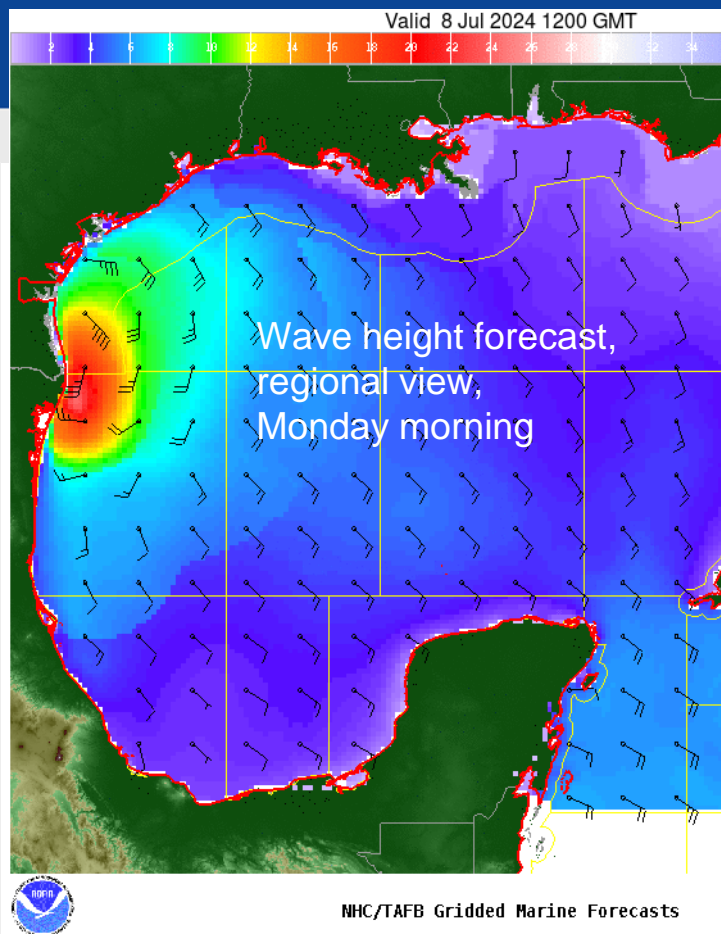 Valid 8 Jul 2024 1200 GMT
2 4 6 8 10 12 14 16 18 20 22 24 26 28 30 32 34
Wave height forecast,
regional view,
Monday morning
NOAA
NHC/TAFB Gridded Marine Forecasts